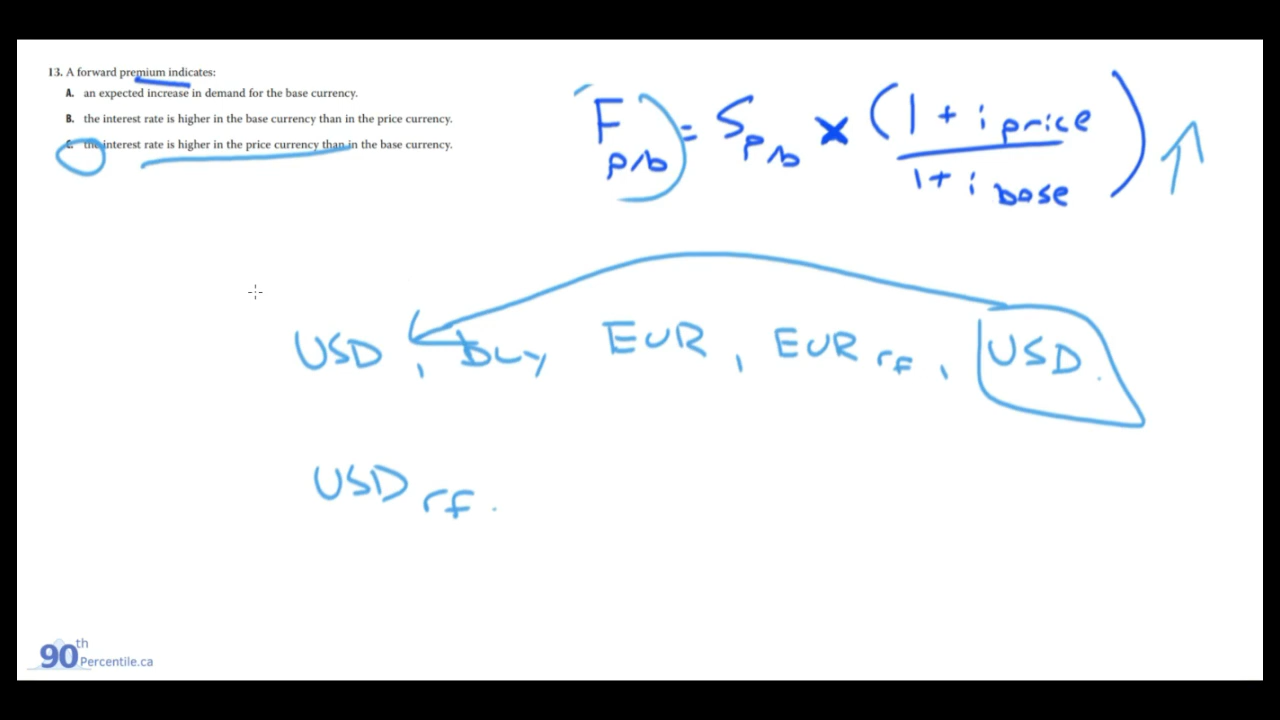 13. A forward premium indicates:
A. an expected increase in demand for the base currency.
B. the interest rate is higher in the base currency than in the price currency.
C. the interest rate is higher in the price currency than in the base currency.
F p/b = S p/b × (1 + i price
1 + i base)
USD, buy EUR, EUR rf, USD.
USD rf.
90th
Percentile.ca